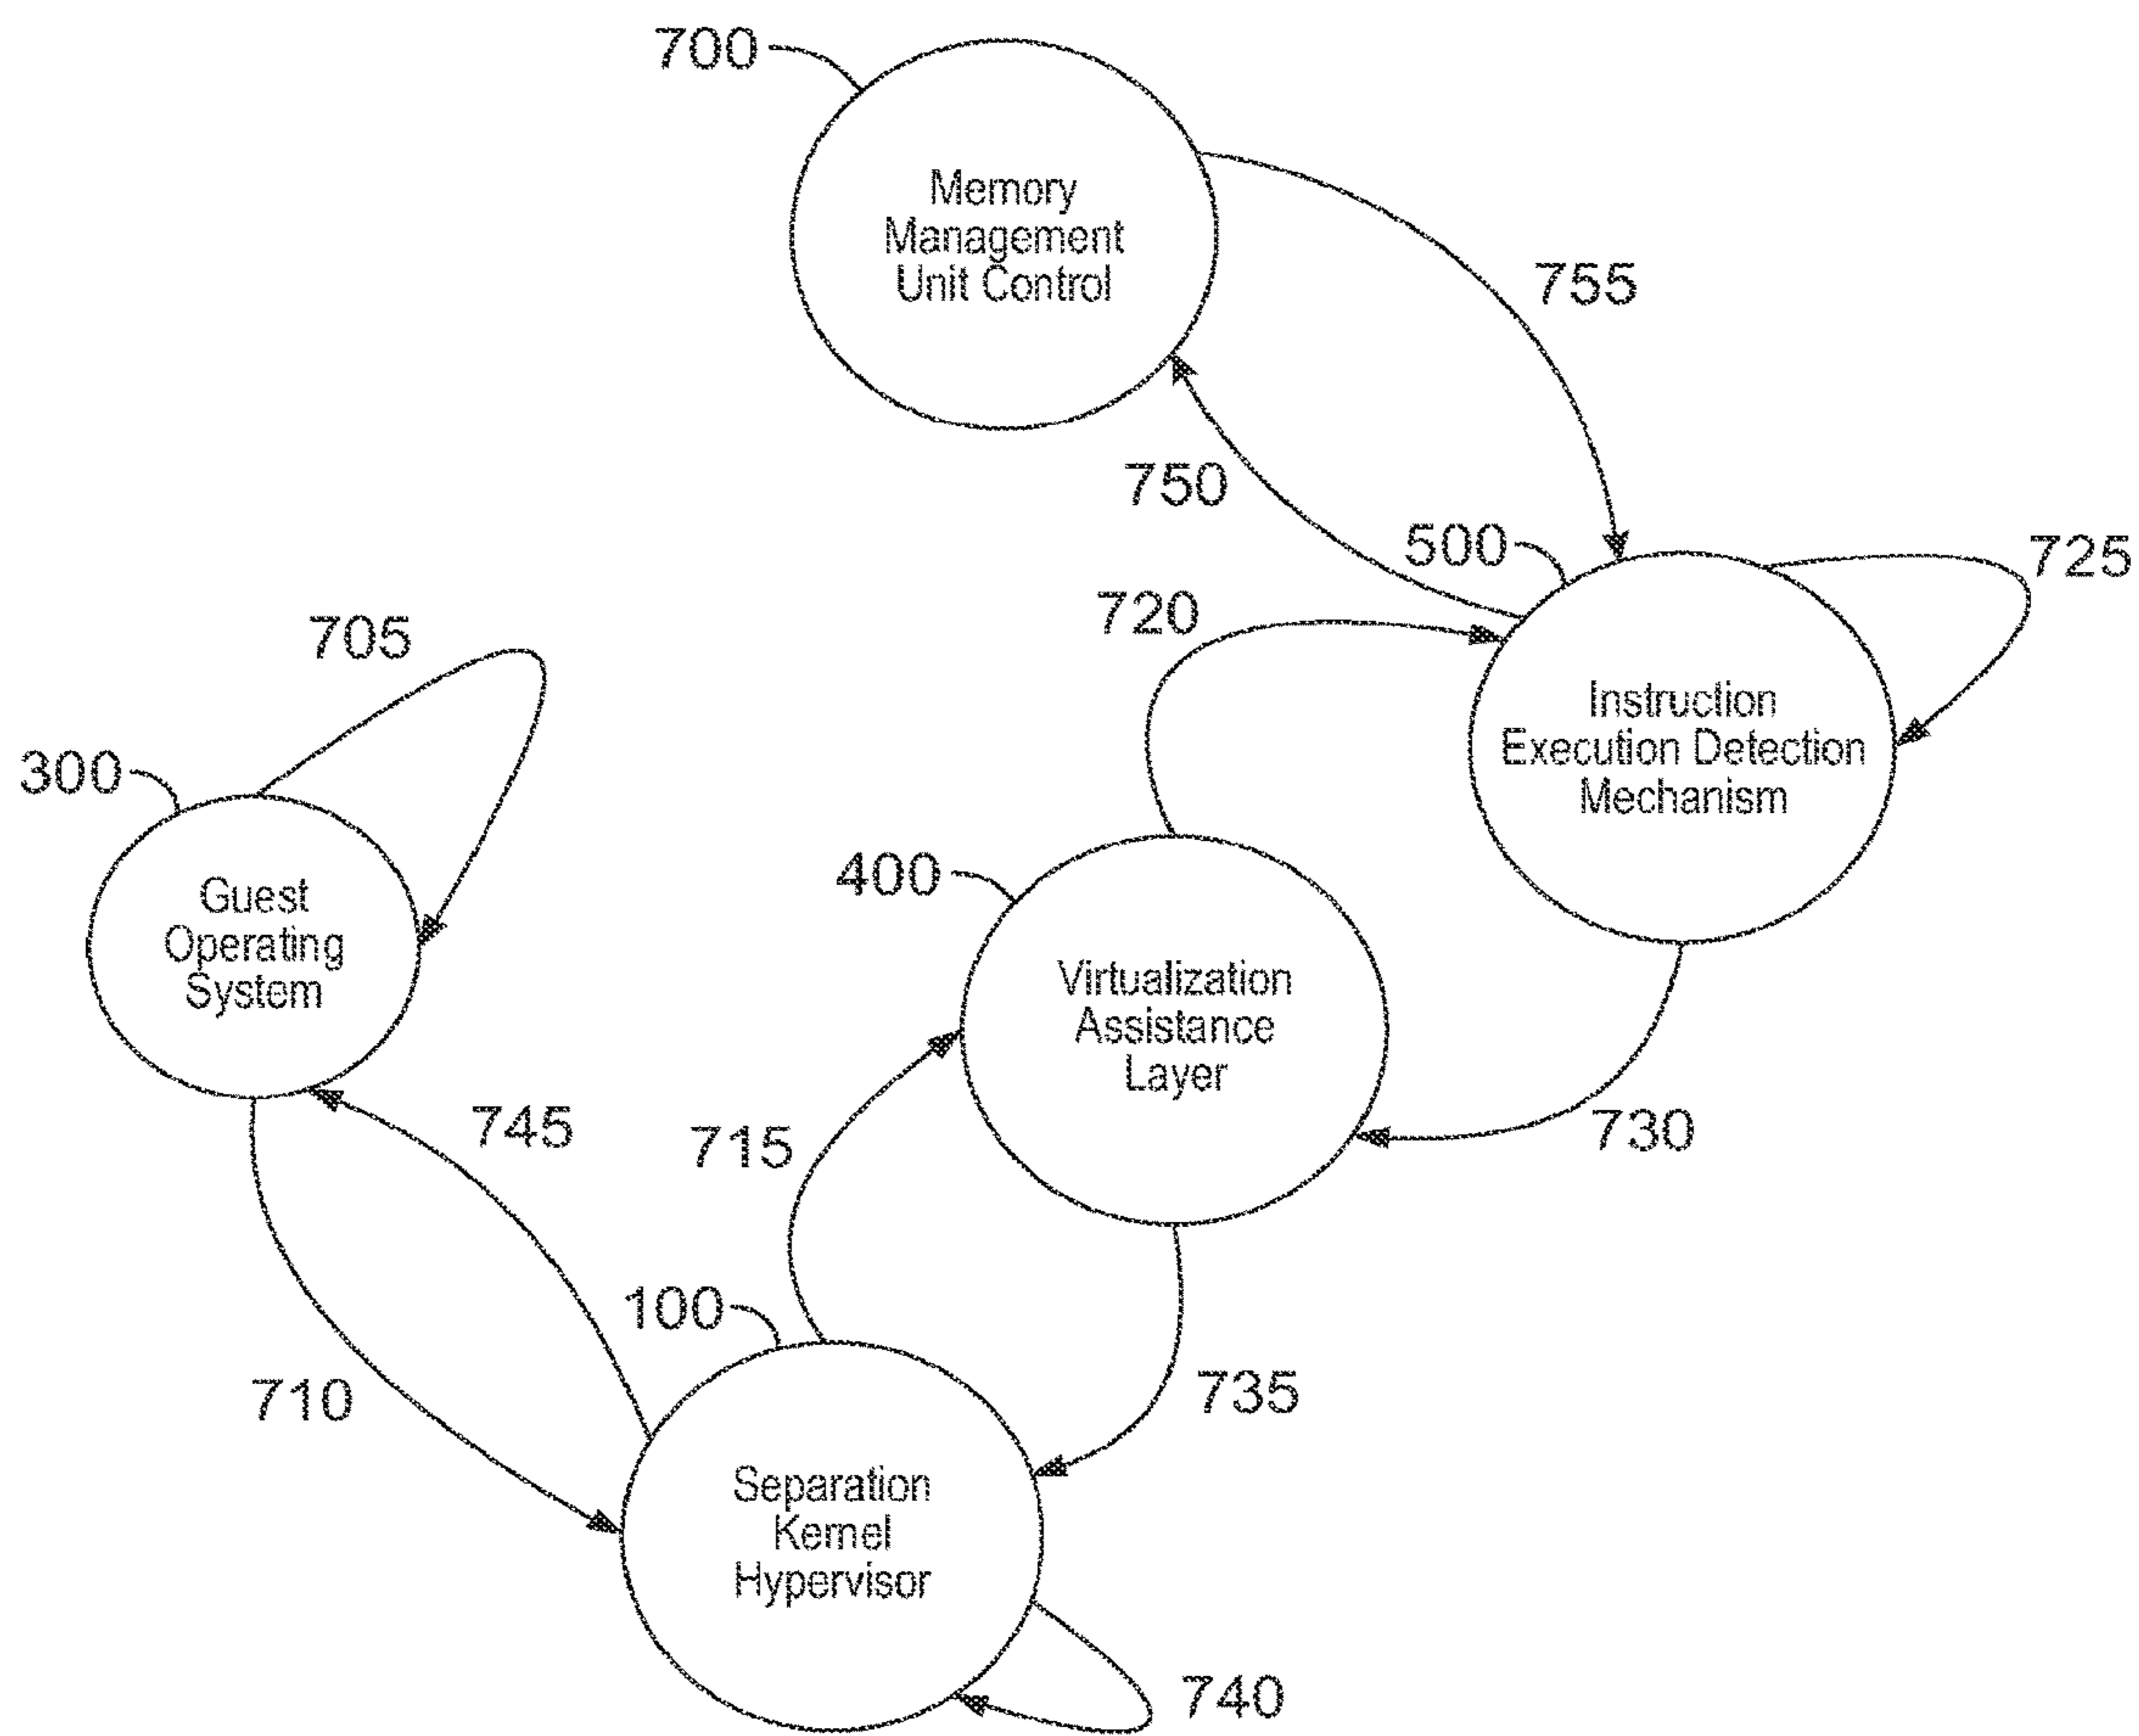 700
Memory
Management
Unit Control
755
750
500
725
720
705
Instruction
Execution Detection
Mechanism
300
400
Guest
Operating
System
Virtualization
Assistance
Layer
745
715
730
100
710
735
Separation
Kernel
Hypervisor
740